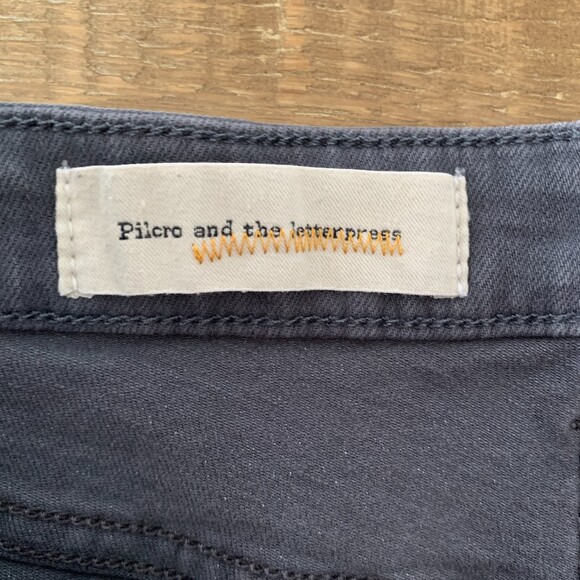 Pilcro and the letterpress